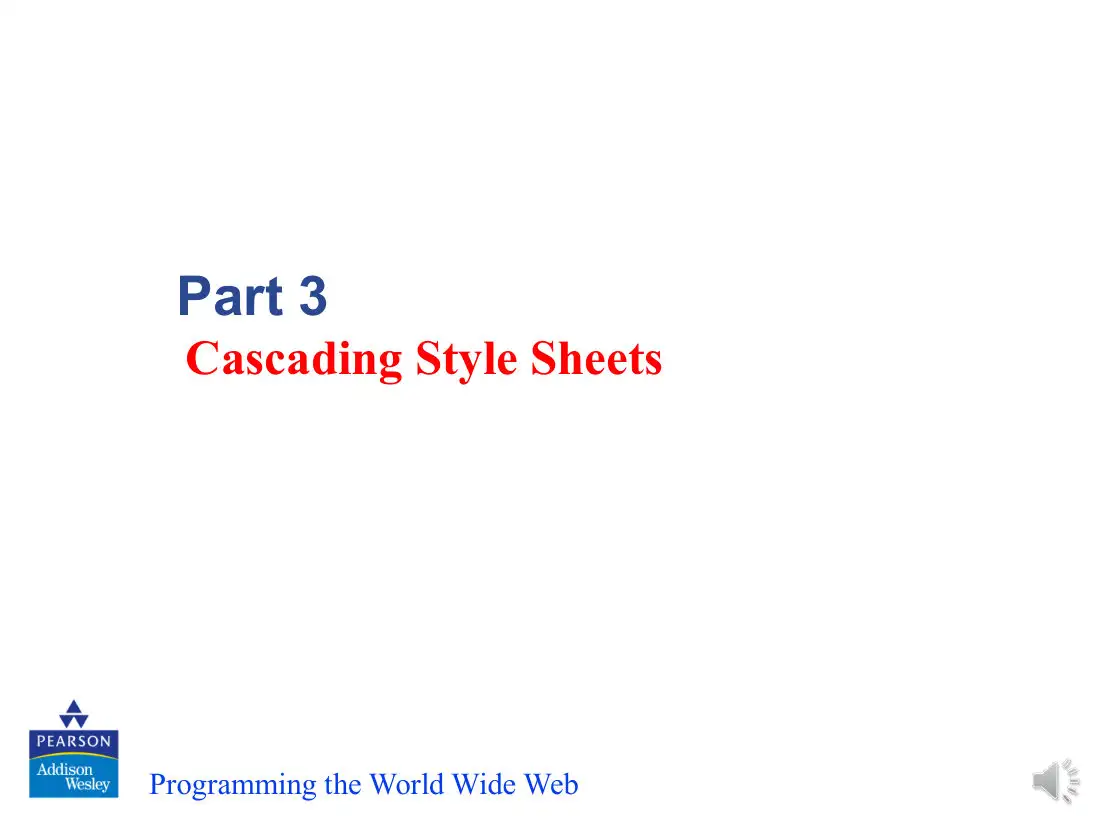 Part 3
Cascading Style Sheets
PEARSON
Addison
Wesley
Programming the World Wide Web